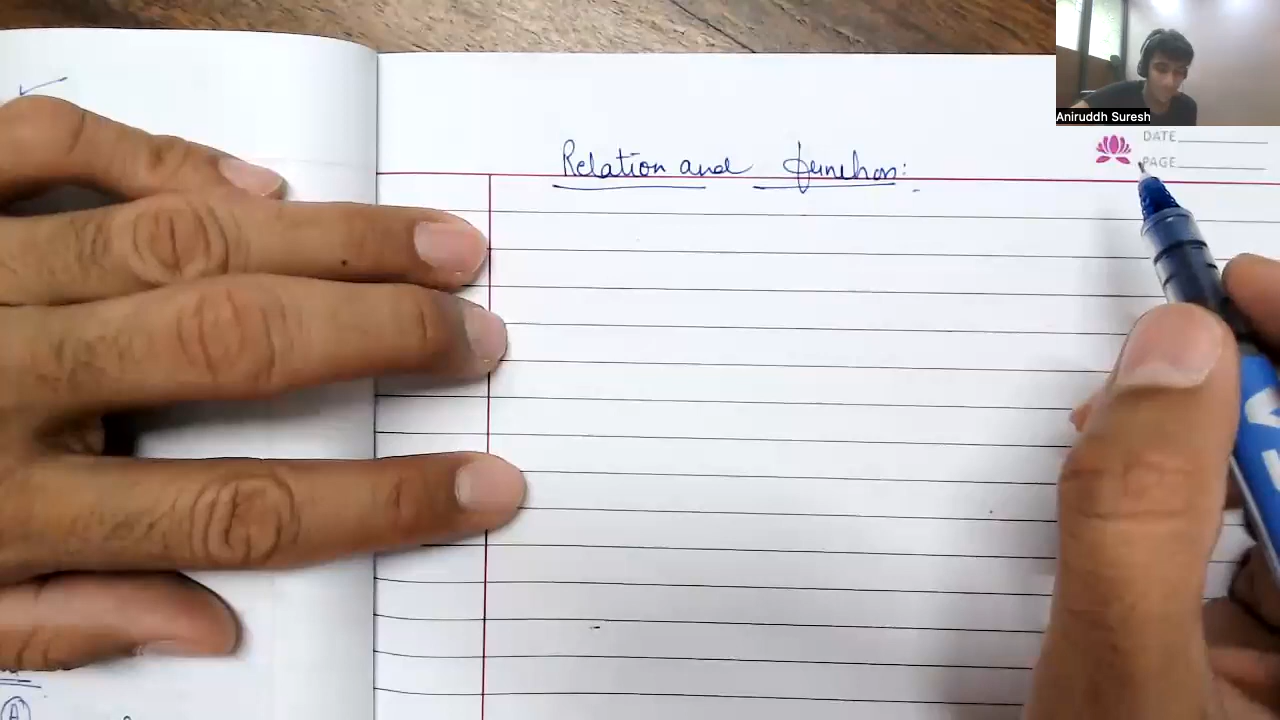 Aniruddh Suresh
DATE
PAGE
Relation and function:
A